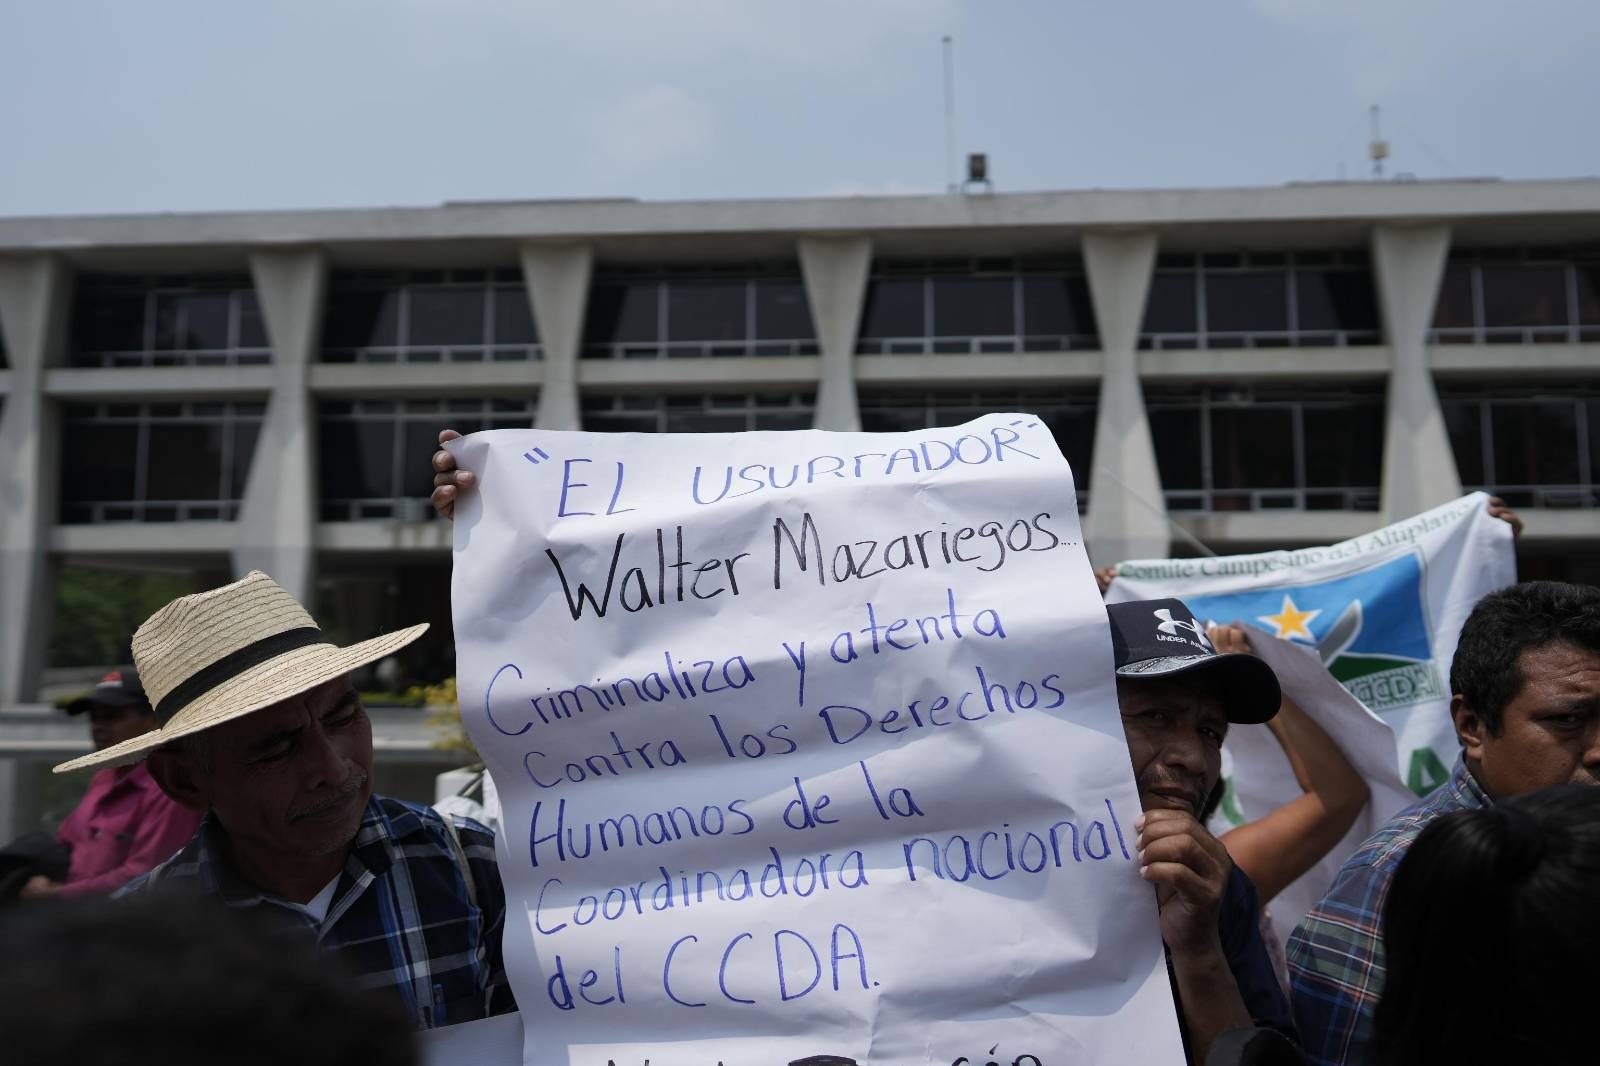 "EL USURPADOR"
Walter Mazariegos....
Criminaliza y atenta
Contra los Derechos
Humanos de la
Coordinadora nacional
del CCDA.
Comité Campesino del Altiplano
CCDA
UNDER